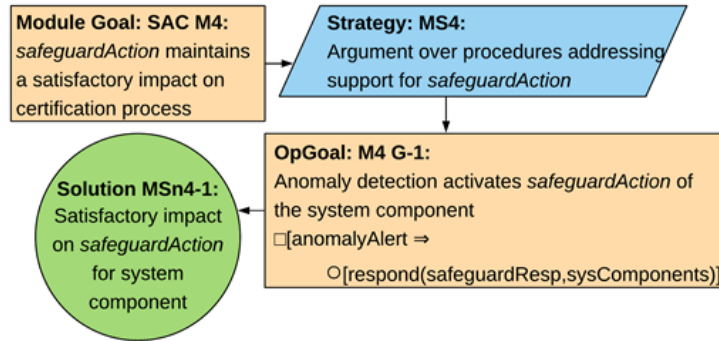 Module Goal: SAC M4:
safeguardAction maintains
a satisfactory impact on
certification process
Strategy: MS4:
Argument over procedures addressing
support for safeguardAction
OpGoal: M4 G-1:
Anomaly detection activates safeguardAction of
the system component
□[anomalyAlert ⇒
○[respond(safeguardResp,sysComponents)]]
Solution MSn4-1:
Satisfactory impact
on safeguardAction
for system
component